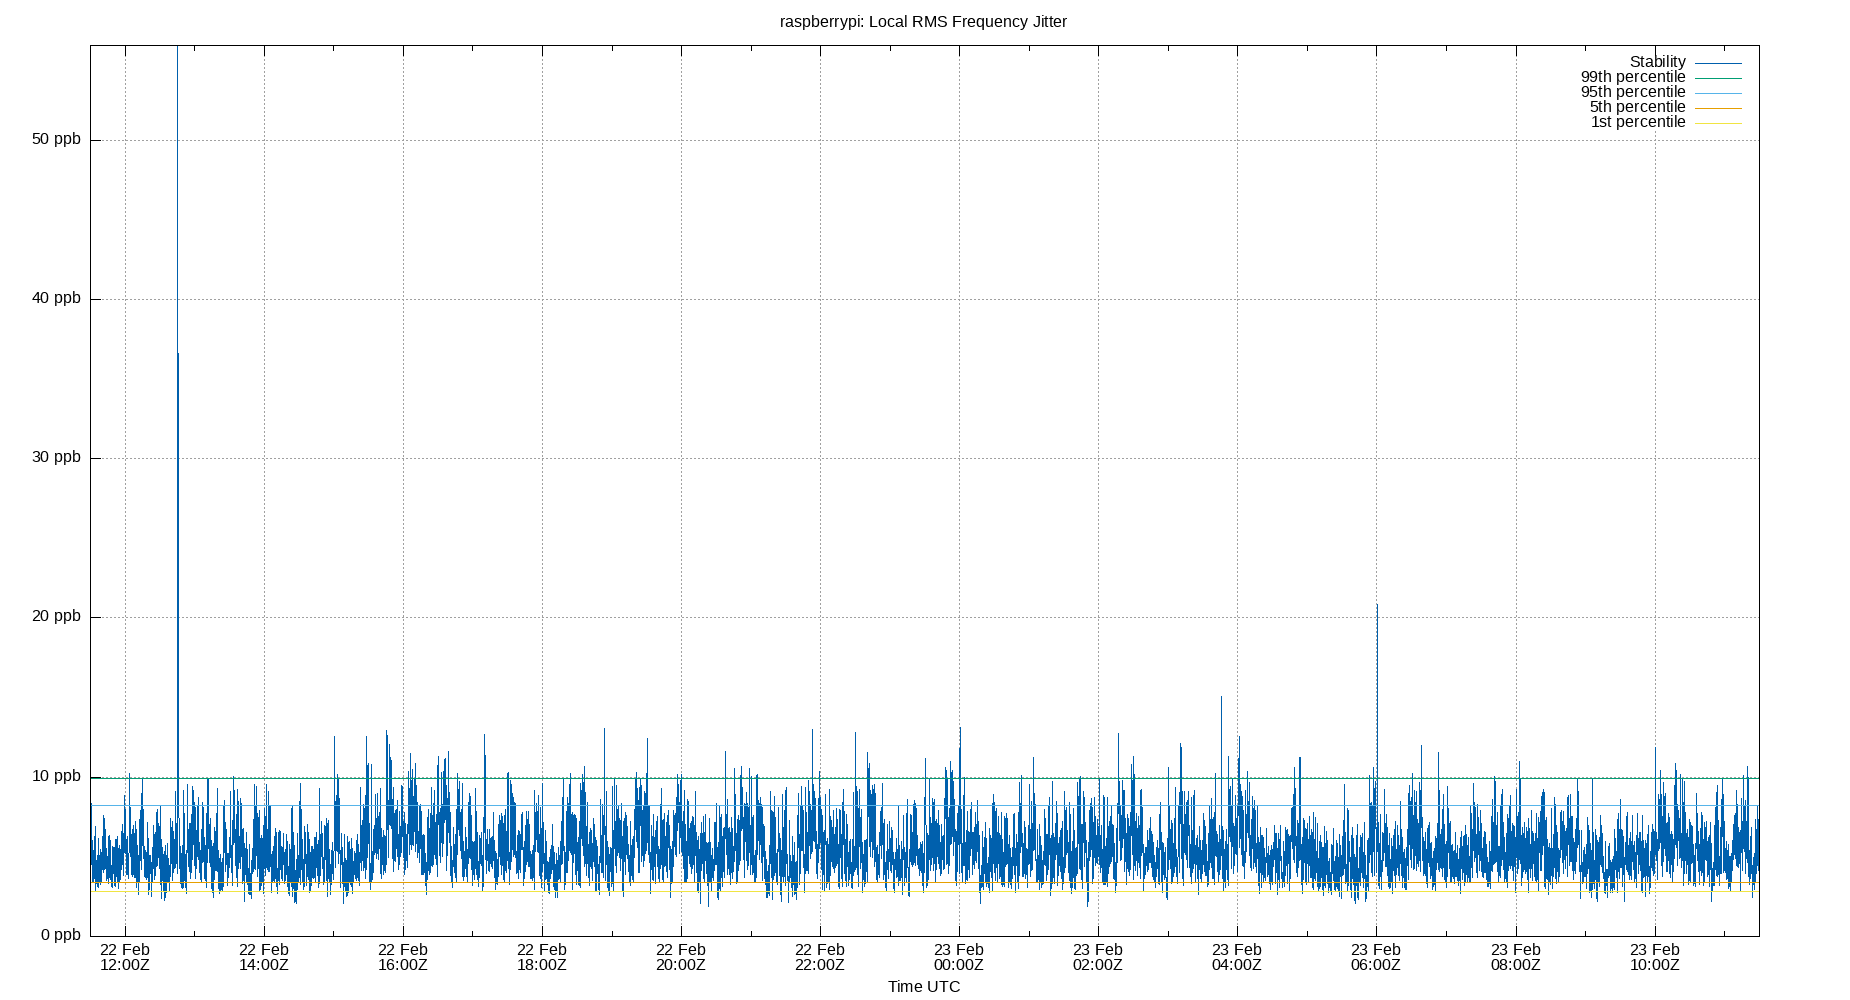 raspberrypi: Local RMS Frequency Jitter
Stability
99th percentile
95th percentile
5th percentile
1st percentile
50 ppb
40 ppb
30 ppb
20 ppb
10 ppb
0 ppb
22 Feb 22 Feb 22 Feb 22 Feb 22 Feb 22 Feb 23 Feb 23 Feb 23 Feb 23 Feb 23 Feb 23 Feb
12:00Z 14:00Z 16:00Z 18:00Z 20:00Z 22:00Z 00:00Z 02:00Z 04:00Z 06:00Z 08:00Z 10:00Z
Time UTC